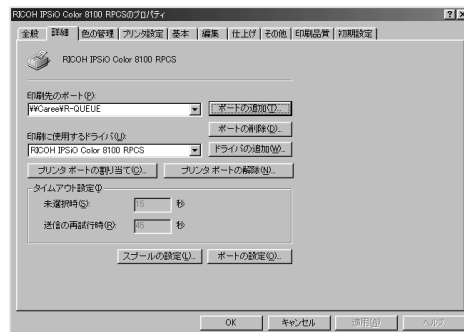 RICOH IPSiO Color 8100 RPCSのプロパティ
全般 詳細 色の管理 プリンタ設定 基本 編集 仕上げ その他 印刷品質 初期設定
RICOH IPSiO Color 8100 RPCS
印刷先のポート(P):
¥¥Caree¥R-QUEUE
ポートの追加(T)...
ポートの削除(D)...
印刷に使用するドライバ(U):
RICOH IPSiO Color 8100 RPCS
ドライバの追加(W)...
プリンタ ポートの割り当て(C)...
プリンタ ポートの解除(N)...
タイムアウト設定
未選択時(S): 15 秒
送信の再試行時(R): 45 秒
スプールの設定(L)...
ポートの設定(O)...
OK
キャンセル
適用(A)
ヘルプ